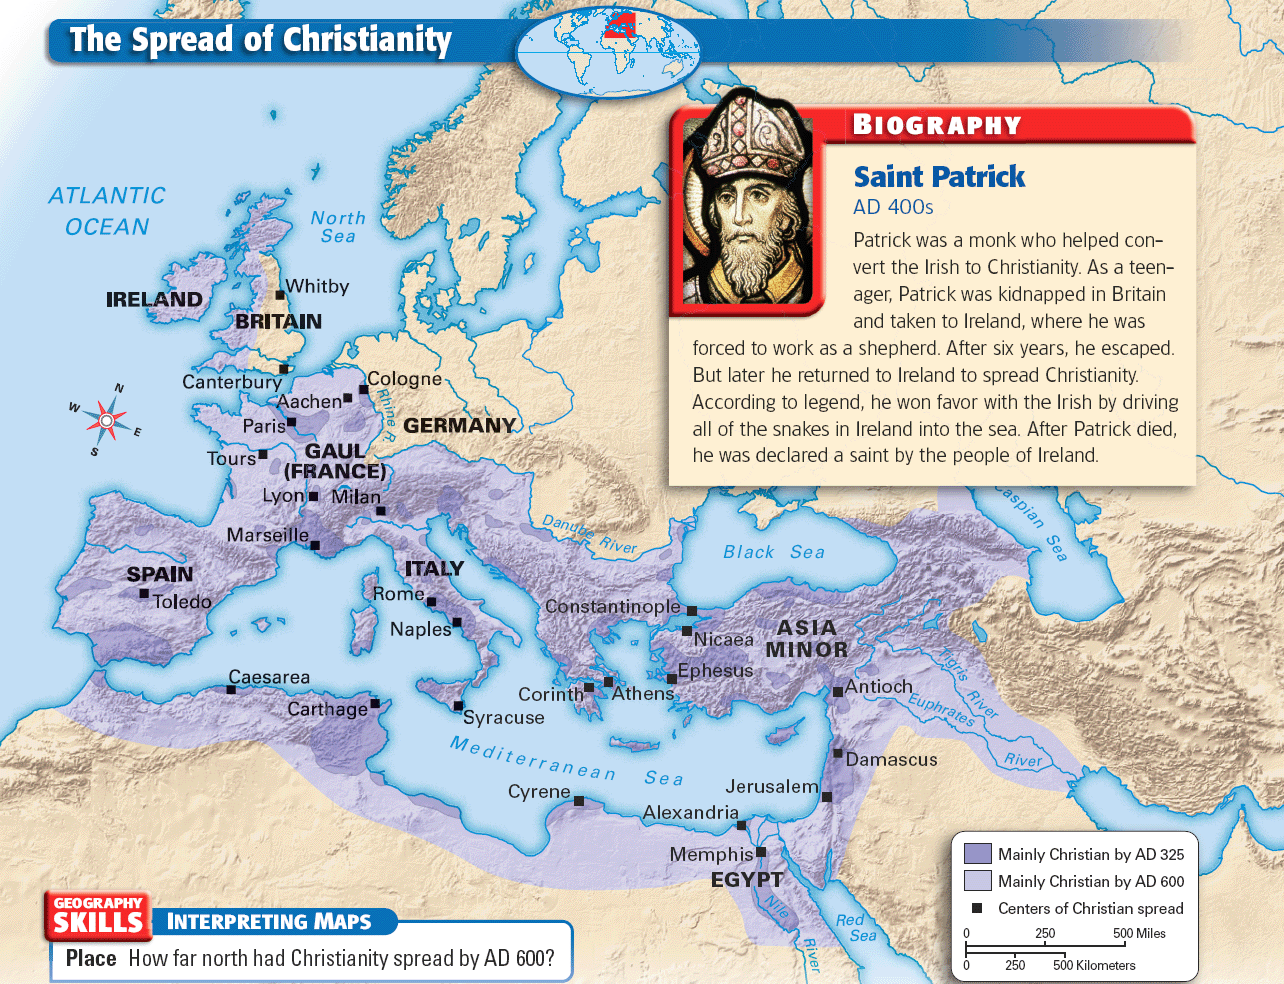 The Spread of Christianity
BIOGRAPHY
Saint Patrick
AD 400s
Patrick was a monk who helped con-
vert the Irish to Christianity. As a teen-
ager, Patrick was kidnapped in Britain
and taken to Ireland, where he was
forced to work as a shepherd. After six years, he escaped.
But later he returned to Ireland to spread Christianity.
According to legend, he won favor with the Irish by driving
all of the snakes in Ireland into the sea. After Patrick died,
he was declared a saint by the people of Ireland.
ATLANTIC
OCEAN
North
Sea
IRELAND
Whitby
BRITAIN
Canterbury
Cologne
Aachen
Rhine R.
Paris
GERMANY
Tours
GAUL
(FRANCE)
Lyon
Milan
Marseille
N
W
E
S
Danube River
Black Sea
Caspian Sea
SPAIN
Toledo
ITALY
Rome
Naples
Constantinople
Nicaea
ASIA
MINOR
Ephesus
Caesarea
Carthage
Syracuse
Corinth
Athens
Antioch
Tigris River
Euphrates
River
Mediterranean Sea
Damascus
Cyrene
Jerusalem
Alexandria
Memphis
EGYPT
Nile
River
Red
Sea
Mainly Christian by AD 325
Mainly Christian by AD 600
Centers of Christian spread
0 250 500 Miles
0 250 500 Kilometers
GEOGRAPHY
SKILLS
INTERPRETING MAPS
Place How far north had Christianity spread by AD 600?